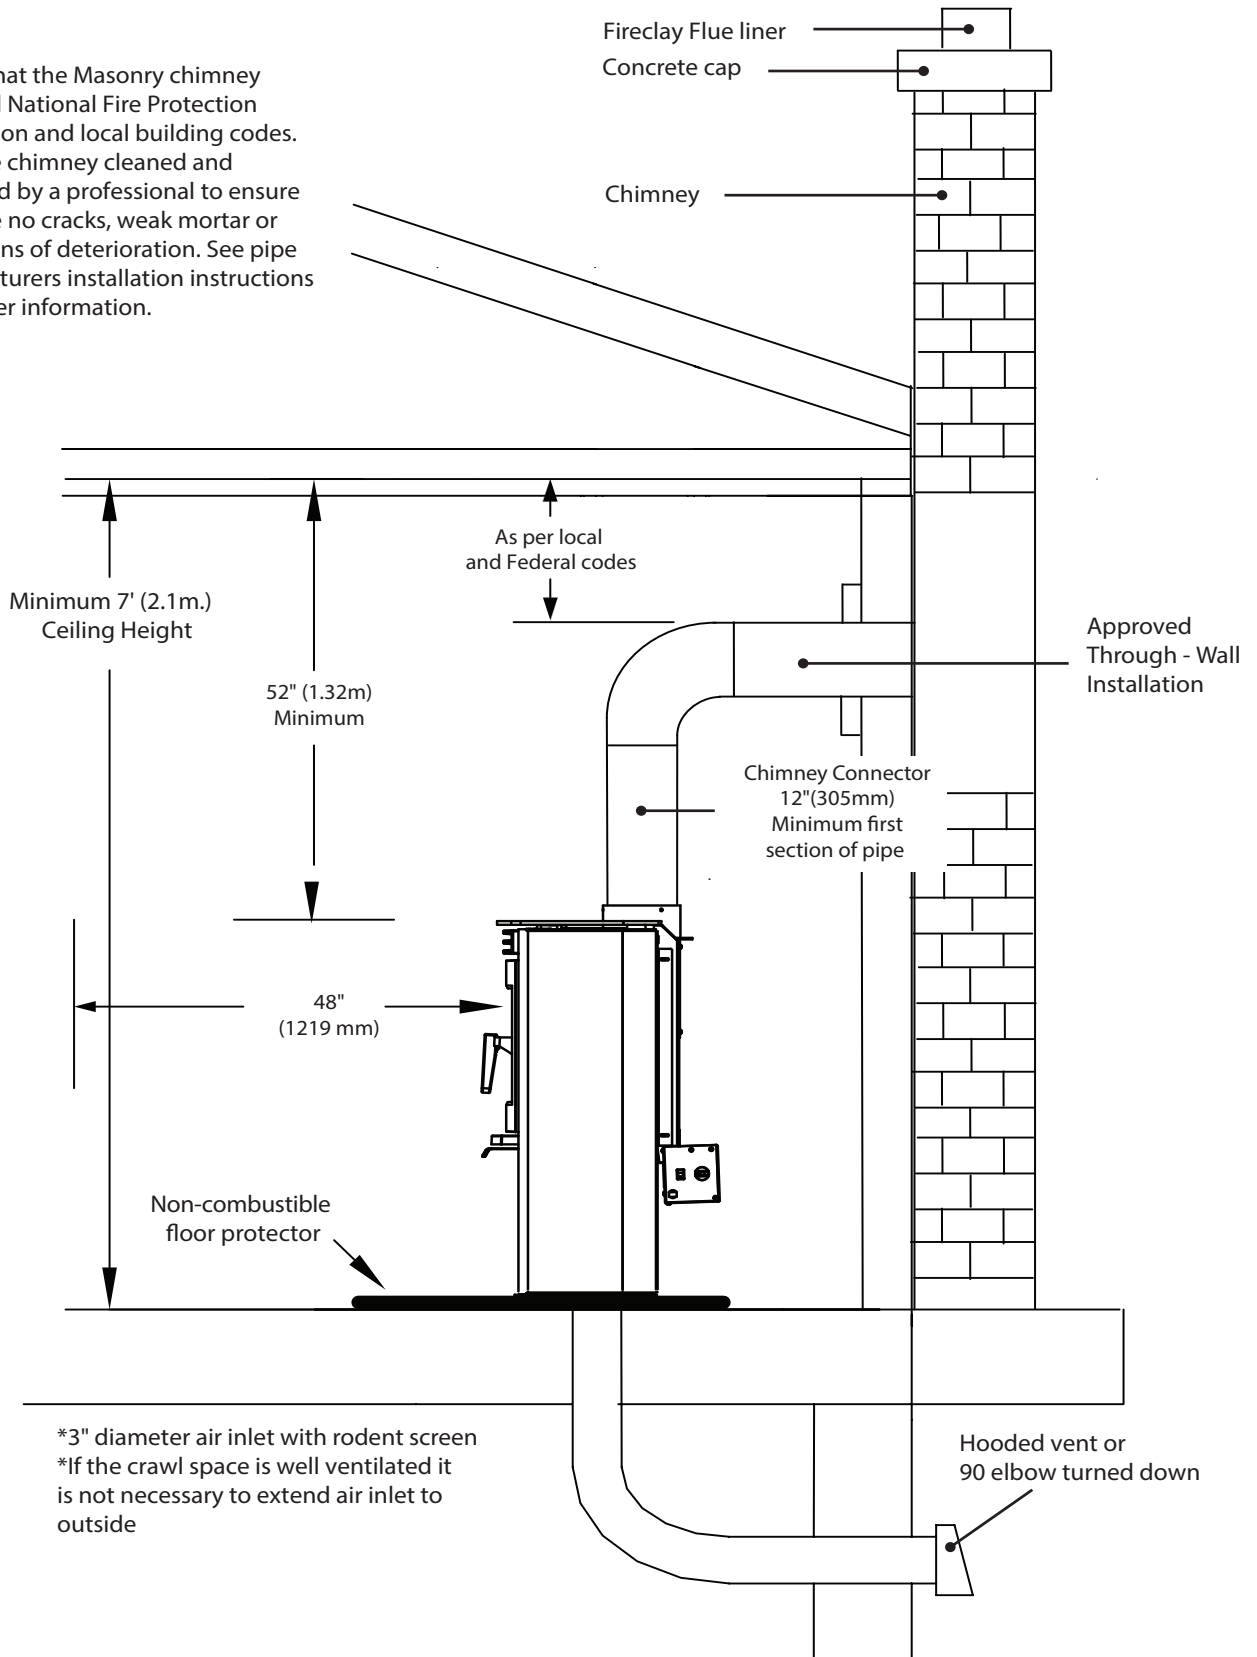 Fireclay Flue liner
Concrete cap
hat the Masonry chimney
National Fire Protection
on and local building codes.
chimney cleaned and
d by a professional to ensure
e no cracks, weak mortar or
ns of deterioration. See pipe
turers installation instructions
er information.
Chimney
As per local
and Federal codes
Minimum 7' (2.1m.)
Ceiling Height
52" (1.32m)
Minimum
Approved
Through - Wall
Installation
Chimney Connector
12"(305mm)
Minimum first
section of pipe
48"
(1219 mm)
Non-combustible
floor protector
*3" diameter air inlet with rodent screen
*If the crawl space is well ventilated it
is not necessary to extend air inlet to
outside
Hooded vent or
90 elbow turned down